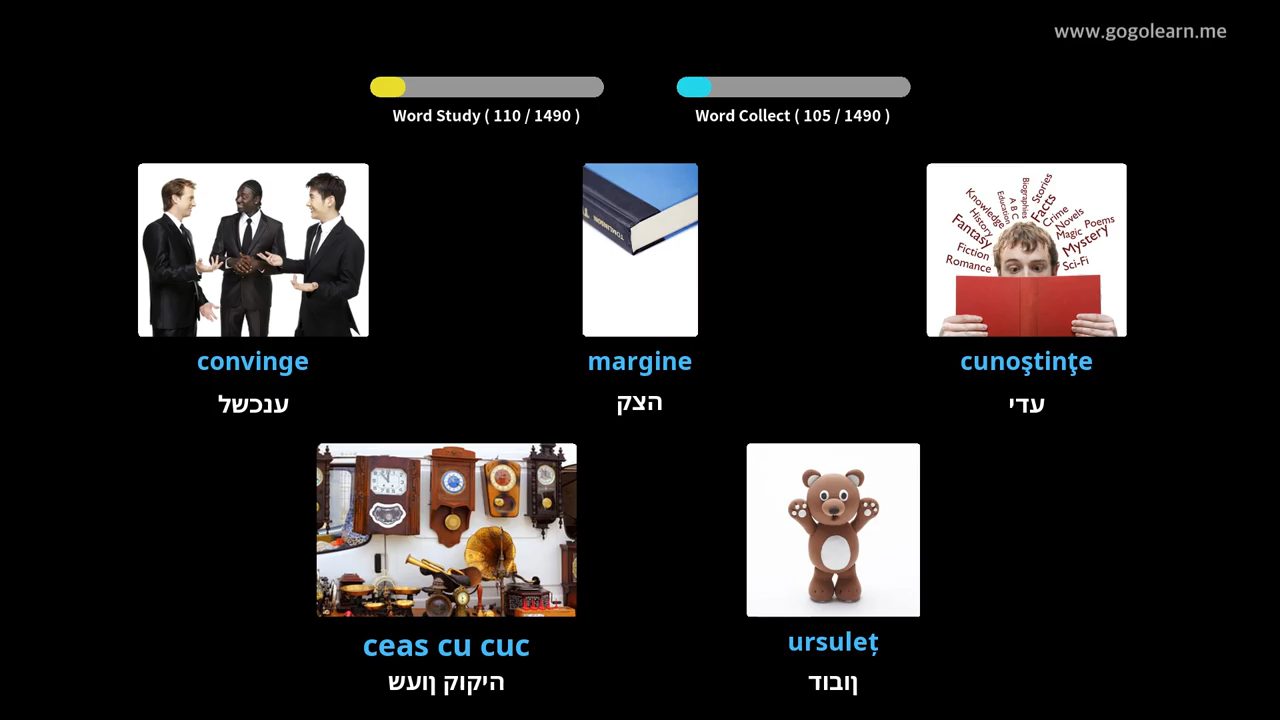 www.gogolearn.me
Word Study ( 110 / 1490 )
Word Collect ( 105 / 1490 )
Stories
Biographies
Facts
A B C
Education
Knowledge
Crime
Novels
History
Magic
Poems
Fantasy
Mystery
Fiction
Romance
Sci-Fi
convinge
ענכשל
margine
הצק
cunoştinţe
עדי
ceas cu cuc
היקוק ןועש
ursuleț
ןובוד